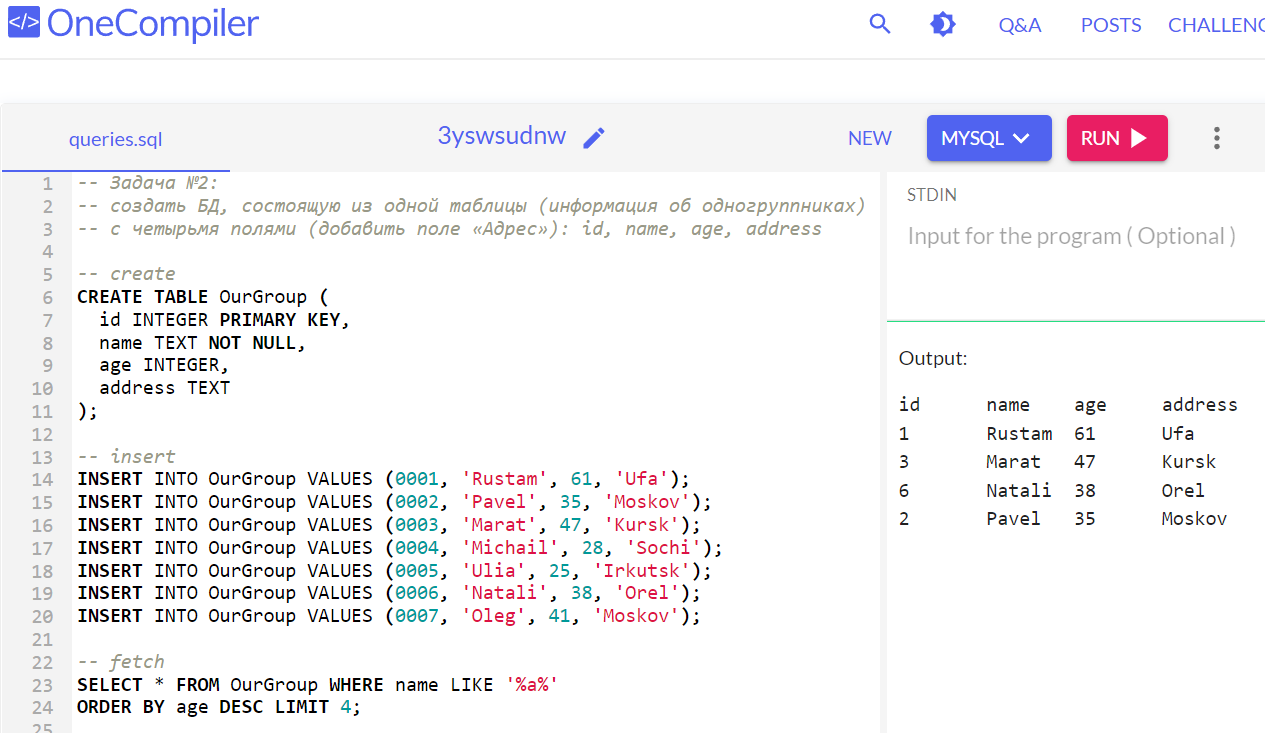 </> OneCompiler
Q&A POSTS CHALLENG
queries.sql 3yswsudnw NEW MYSQL RUN
1 -- Задача №2:
2 -- создать БД, состоящую из одной таблицы (информация об одногруппниках)
3 -- с четырьмя полями (добавить поле «Адрес»): id, name, age, address
4
5 -- create
6 CREATE TABLE OurGroup (
7 id INTEGER PRIMARY KEY,
8 name TEXT NOT NULL,
9 age INTEGER,
10 address TEXT
11 );
12
13 -- insert
14 INSERT INTO OurGroup VALUES (0001, 'Rustam', 61, 'Ufa');
15 INSERT INTO OurGroup VALUES (0002, 'Pavel', 35, 'Moskov');
16 INSERT INTO OurGroup VALUES (0003, 'Marat', 47, 'Kursk');
17 INSERT INTO OurGroup VALUES (0004, 'Michail', 28, 'Sochi');
18 INSERT INTO OurGroup VALUES (0005, 'Ulia', 25, 'Irkutsk');
19 INSERT INTO OurGroup VALUES (0006, 'Natali', 38, 'Orel');
20 INSERT INTO OurGroup VALUES (0007, 'Oleg', 41, 'Moskov');
21
22 -- fetch
23 SELECT * FROM OurGroup WHERE name LIKE '%a%'
24 ORDER BY age DESC LIMIT 4;
25
STDIN
Input for the program ( Optional )
Output:
id name age address
1 Rustam 61 Ufa
3 Marat 47 Kursk
6 Natali 38 Orel
2 Pavel 35 Moskov